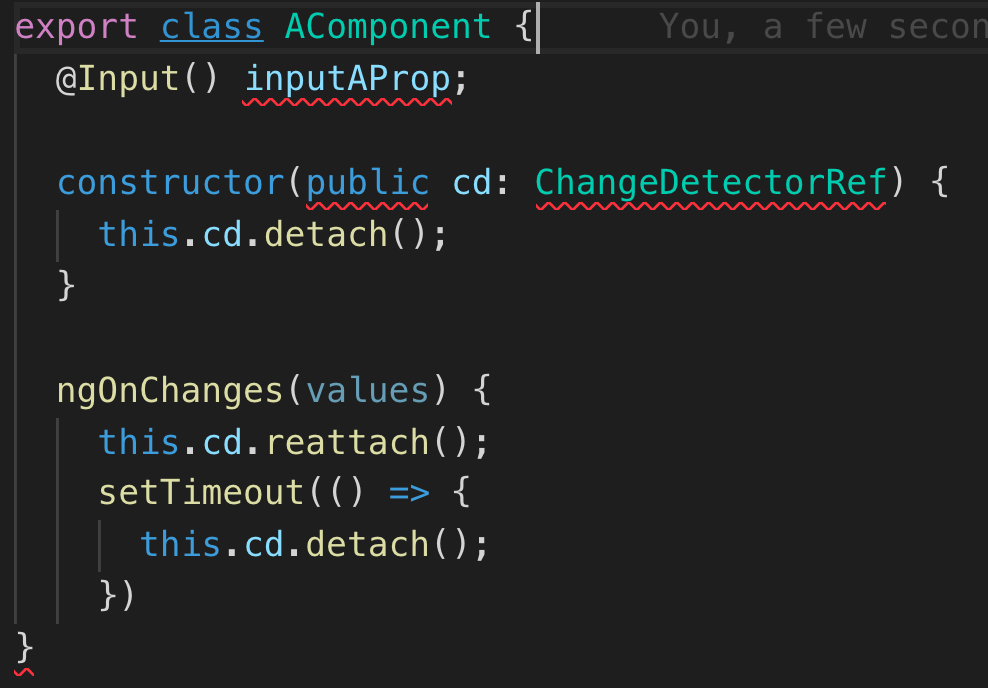 export class AComponent {        You, a few secon
  @Input() inputAProp;
  constructor(public cd: ChangeDetectorRef) {
    this.cd.detach();
  }
  ngOnChanges(values) {
    this.cd.reattach();
    setTimeout(() => {
      this.cd.detach();
    })
}